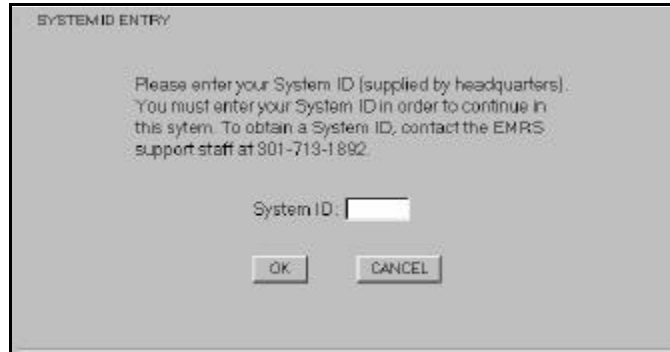 SYSTEM ID ENTRY
Please enter your System ID (supplied by headquarters).
You must enter your System ID in order to continue in
this sytem. To obtain a System ID, contact the EMRS
support staff at 301-713-1892.
System ID:
OK CANCEL